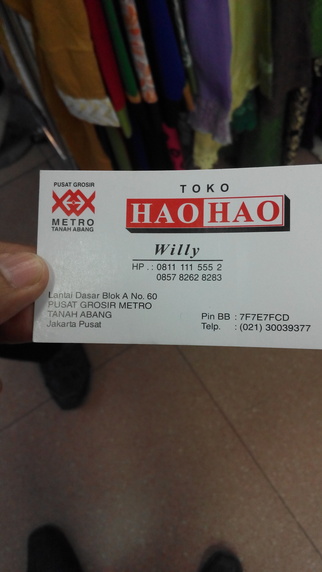 PUSAT GROSIR
METRO
TANAH ABANG
TOKO
HAO HAO
Willy
HP . : 0811 111 555 2
0857 8262 8283
Lantai Dasar Blok A No. 60
PUSAT GROSIR METRO
TANAH ABANG
Jakarta Pusat
Pin BB : 7F7E7FCD
Telp. : (021) 30039377